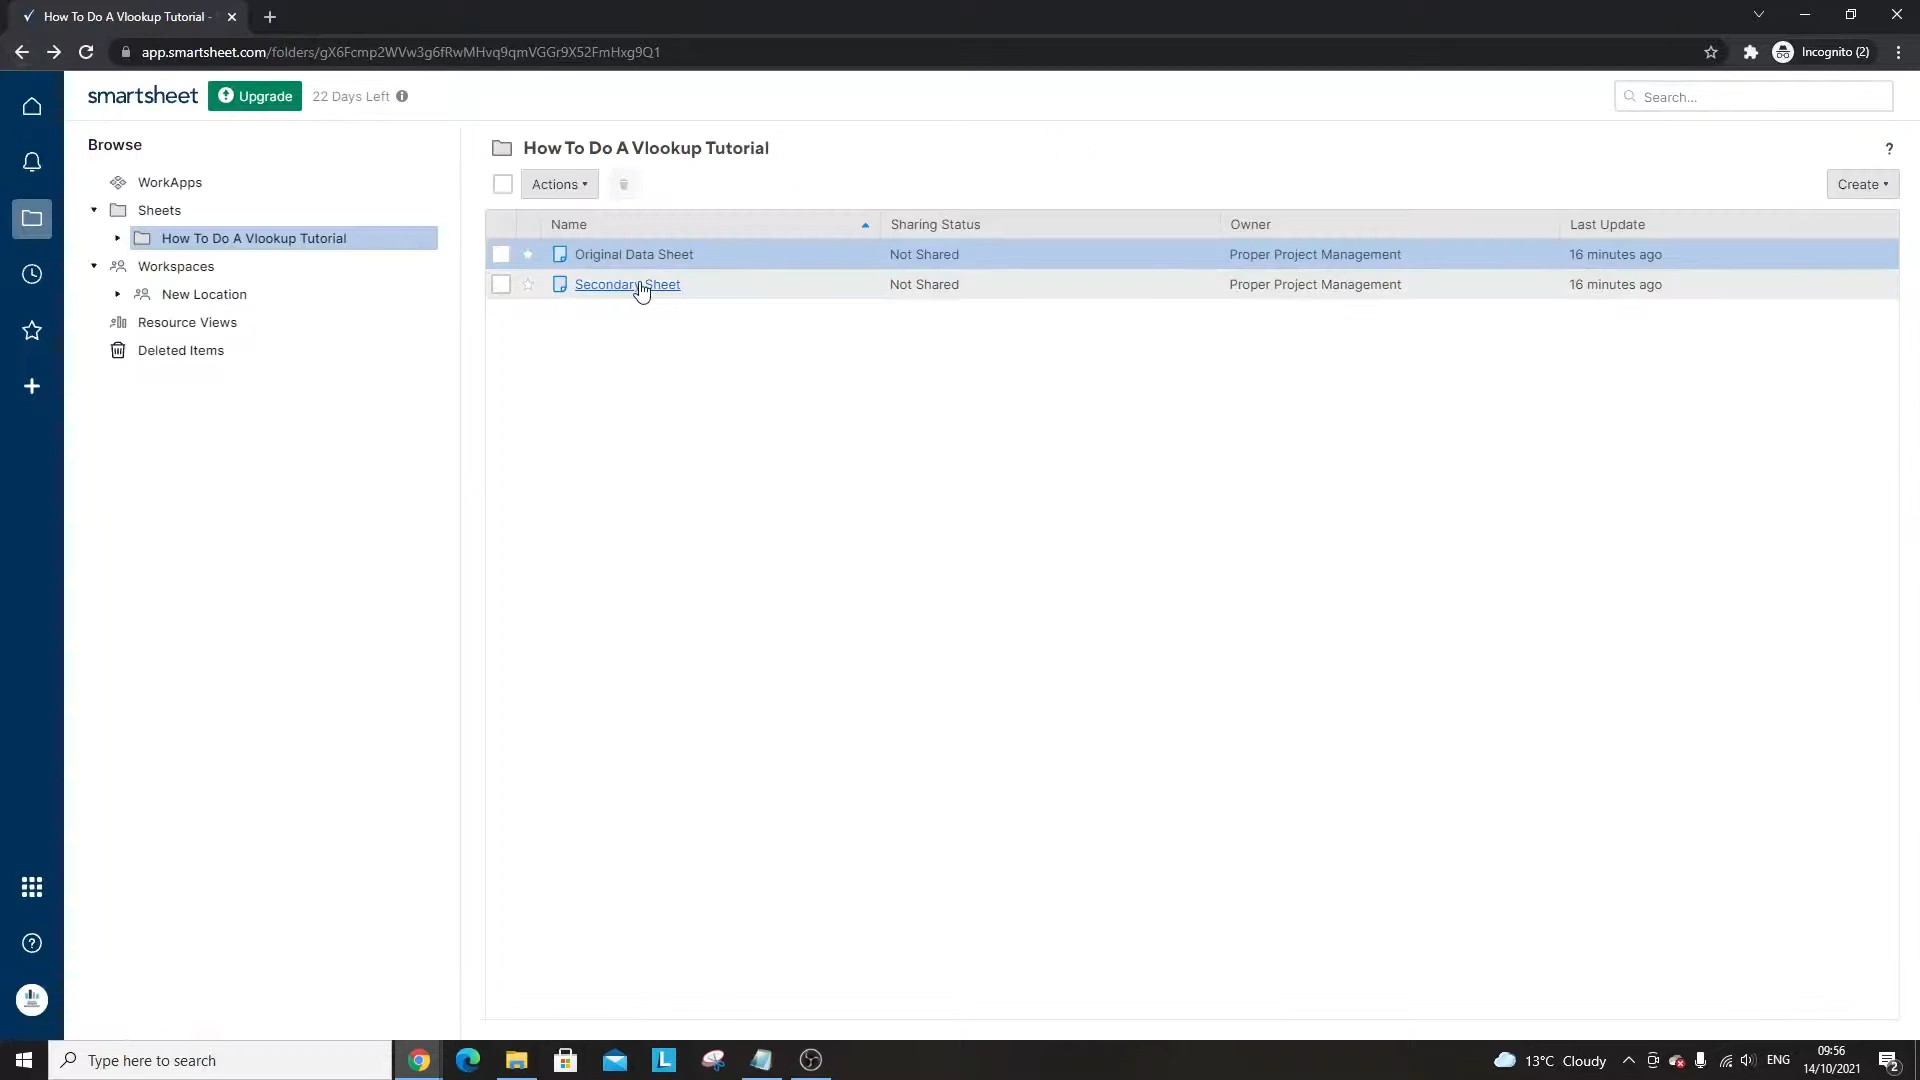 How To Do A Vlookup Tutorial -
app.smartsheet.com/folders/gX6Fcmp2WVw3g6fRwMHvq9qmVGGr9X52FmHxg9Q1
Incognito (2)
smartsheet
Upgrade
22 Days Left
Search...
Browse
WorkApps
Sheets
How To Do A Vlookup Tutorial
Workspaces
New Location
Resource Views
Deleted Items
How To Do A Vlookup Tutorial
?
Actions
Create
Name Sharing Status Owner Last Update
Original Data Sheet Not Shared Proper Project Management 16 minutes ago
Secondary Sheet Not Shared Proper Project Management 16 minutes ago
Type here to search
L
13°C Cloudy
ENG
09:56
14/10/2021
2